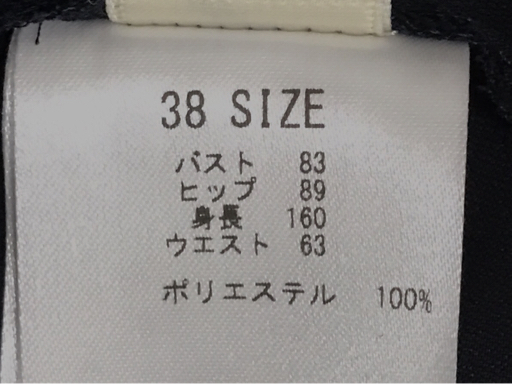 38 SIZE
バスト 83
ヒップ 89
身長 160
ウエスト 63
ポリエステル 100%